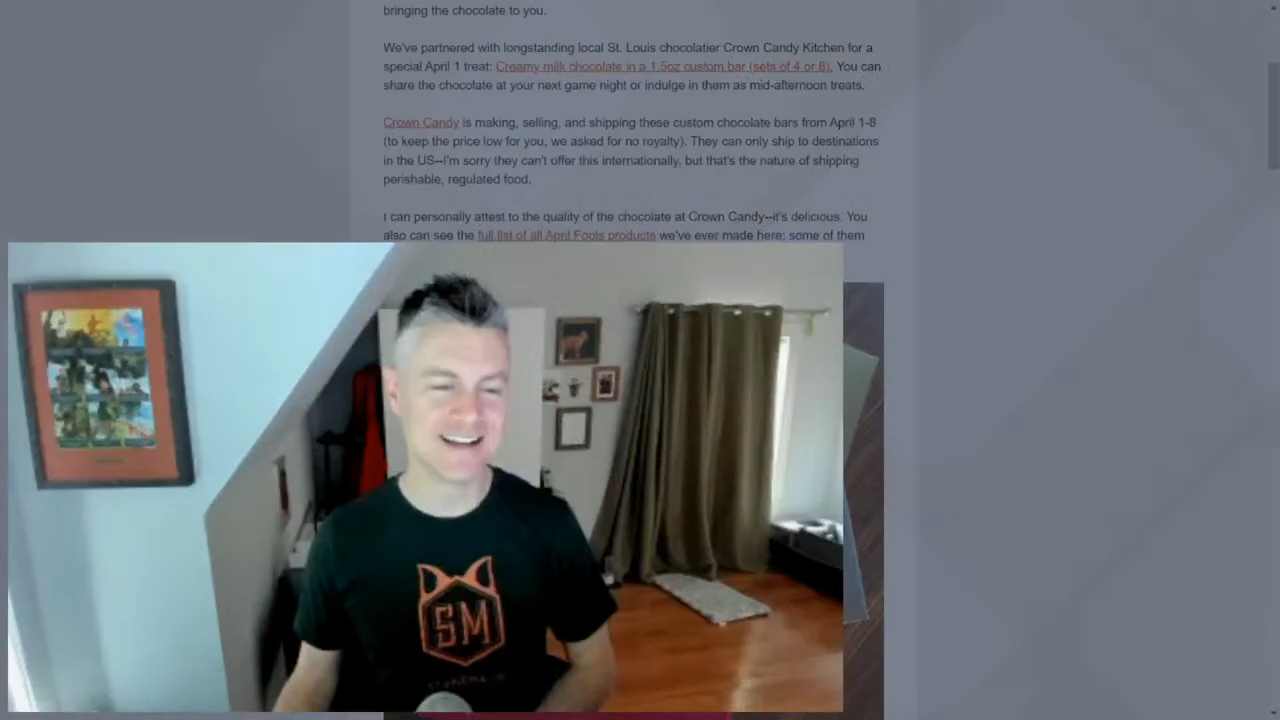 bringing the chocolate to you.
We've partnered with longstanding local St. Louis chocolatier Crown Candy Kitchen for a
special April 1 treat: Creamy milk chocolate in a 1.5oz custom bar (sets of 4 or 8). You can
share the chocolate at your next game night or indulge in them as mid-afternoon treats.
Crown Candy is making, selling, and shipping these custom chocolate bars from April 1-8
(to keep the price low for you, we asked for no royalty). They can only ship to destinations
in the US--I'm sorry they can't offer this internationally, but that's the nature of shipping
perishable, regulated food.
I can personally attest to the quality of the chocolate at Crown Candy--it's delicious. You
also can see the full list of all April Fools products we've ever made here; some of them
SM